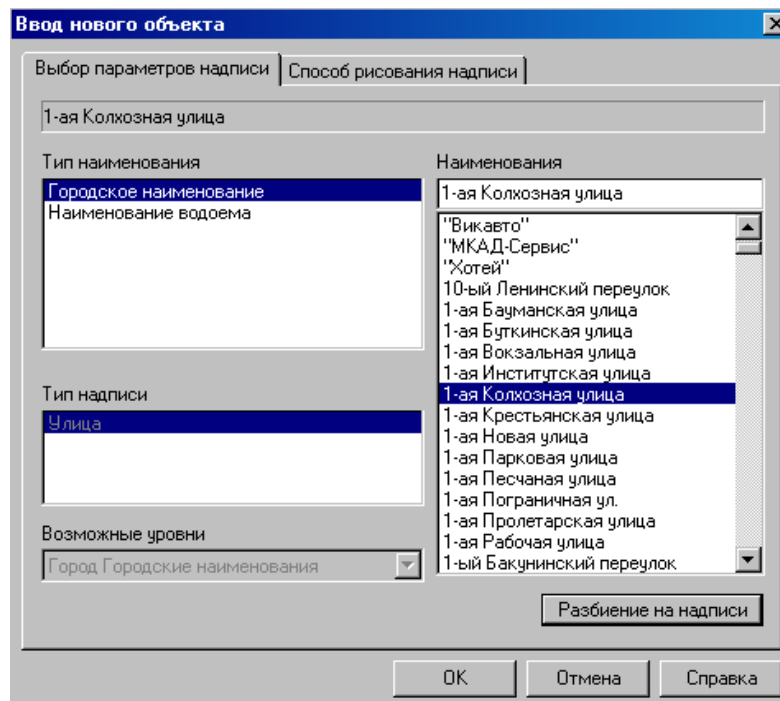 Ввод нового объекта
Выбор параметров надписи
Способ рисования надписи
1-ая Колхозная улица
Тип наименования
Городское наименование
Наименование водоема
Тип надписи
Улица
Возможные уровни
Город Городские наименования
Наименования
1-ая Колхозная улица
"Викавто"
"МКАД-Сервис"
"Хотей"
10-ый Ленинский переулок
1-ая Бауманская улица
1-ая Буткинская улица
1-ая Вокзальная улица
1-ая Институтская улица
1-ая Колхозная улица
1-ая Крестьянская улица
1-ая Новая улица
1-ая Парковая улица
1-ая Песчаная улица
1-ая Пограничная ул.
1-ая Пролетарская улица
1-ая Рабочая улица
1-ый Бакунинский переулок
Разбиение на надписи
ОК
Отмена
Справка